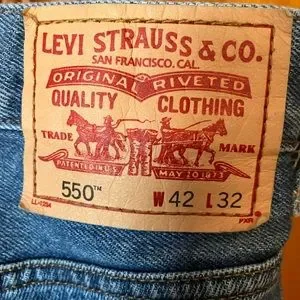 LEVI STRAUSS & CO.
SAN FRANCISCO, CAL.
ORIGINAL RIVETED
QUALITY CLOTHING
TRADE MARK
PATENTED IN U.S. MAY 20 1873
550™ W 42 L 32